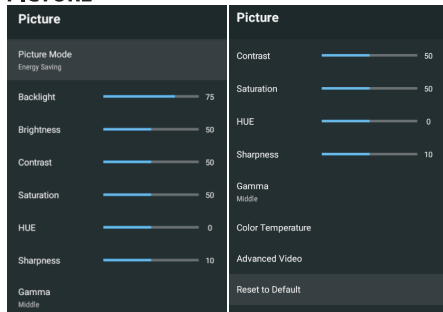 PICTURE
Picture
Picture Mode
Energy Saving
Backlight 75
Brightness 50
Contrast 50
Saturation 50
HUE 0
Sharpness 10
Gamma
Middle
Picture
Contrast 50
Saturation 50
HUE 0
Sharpness 10
Gamma
Middle
Color Temperature
Advanced Video
Reset to Default